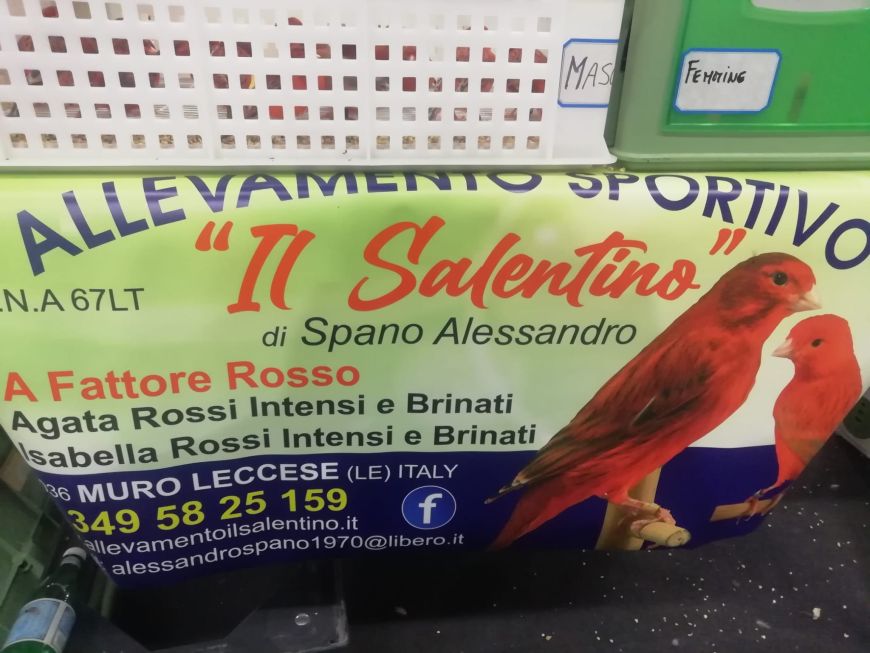 MASC
FEMMINE
ALLEVAMENTO SPORTIVO
"Il Salentino"
.N.A 67LT
di Spano Alessandro
A Fattore Rosso
Agata Rossi Intensi e Brinati
Isabella Rossi Intensi e Brinati
036 MURO LECCESE (LE) ITALY
349 58 25 159
f
allevamentoilsalentino.it
: alessandrospano1970@libero.it